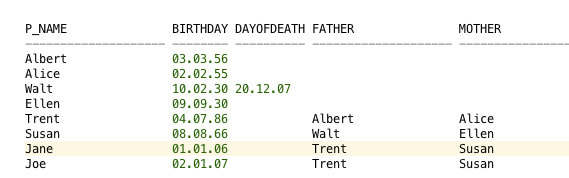 P_NAME BIRTHDAY DAYOFDEATH FATHER MOTHER
Albert 03.03.56
Alice 02.02.55
Walt 10.02.30 20.12.07
Ellen 09.09.30
Trent 04.07.86 Albert Alice
Susan 08.08.66 Walt Ellen
Jane 01.01.06 Trent Susan
Joe 02.01.07 Trent Susan